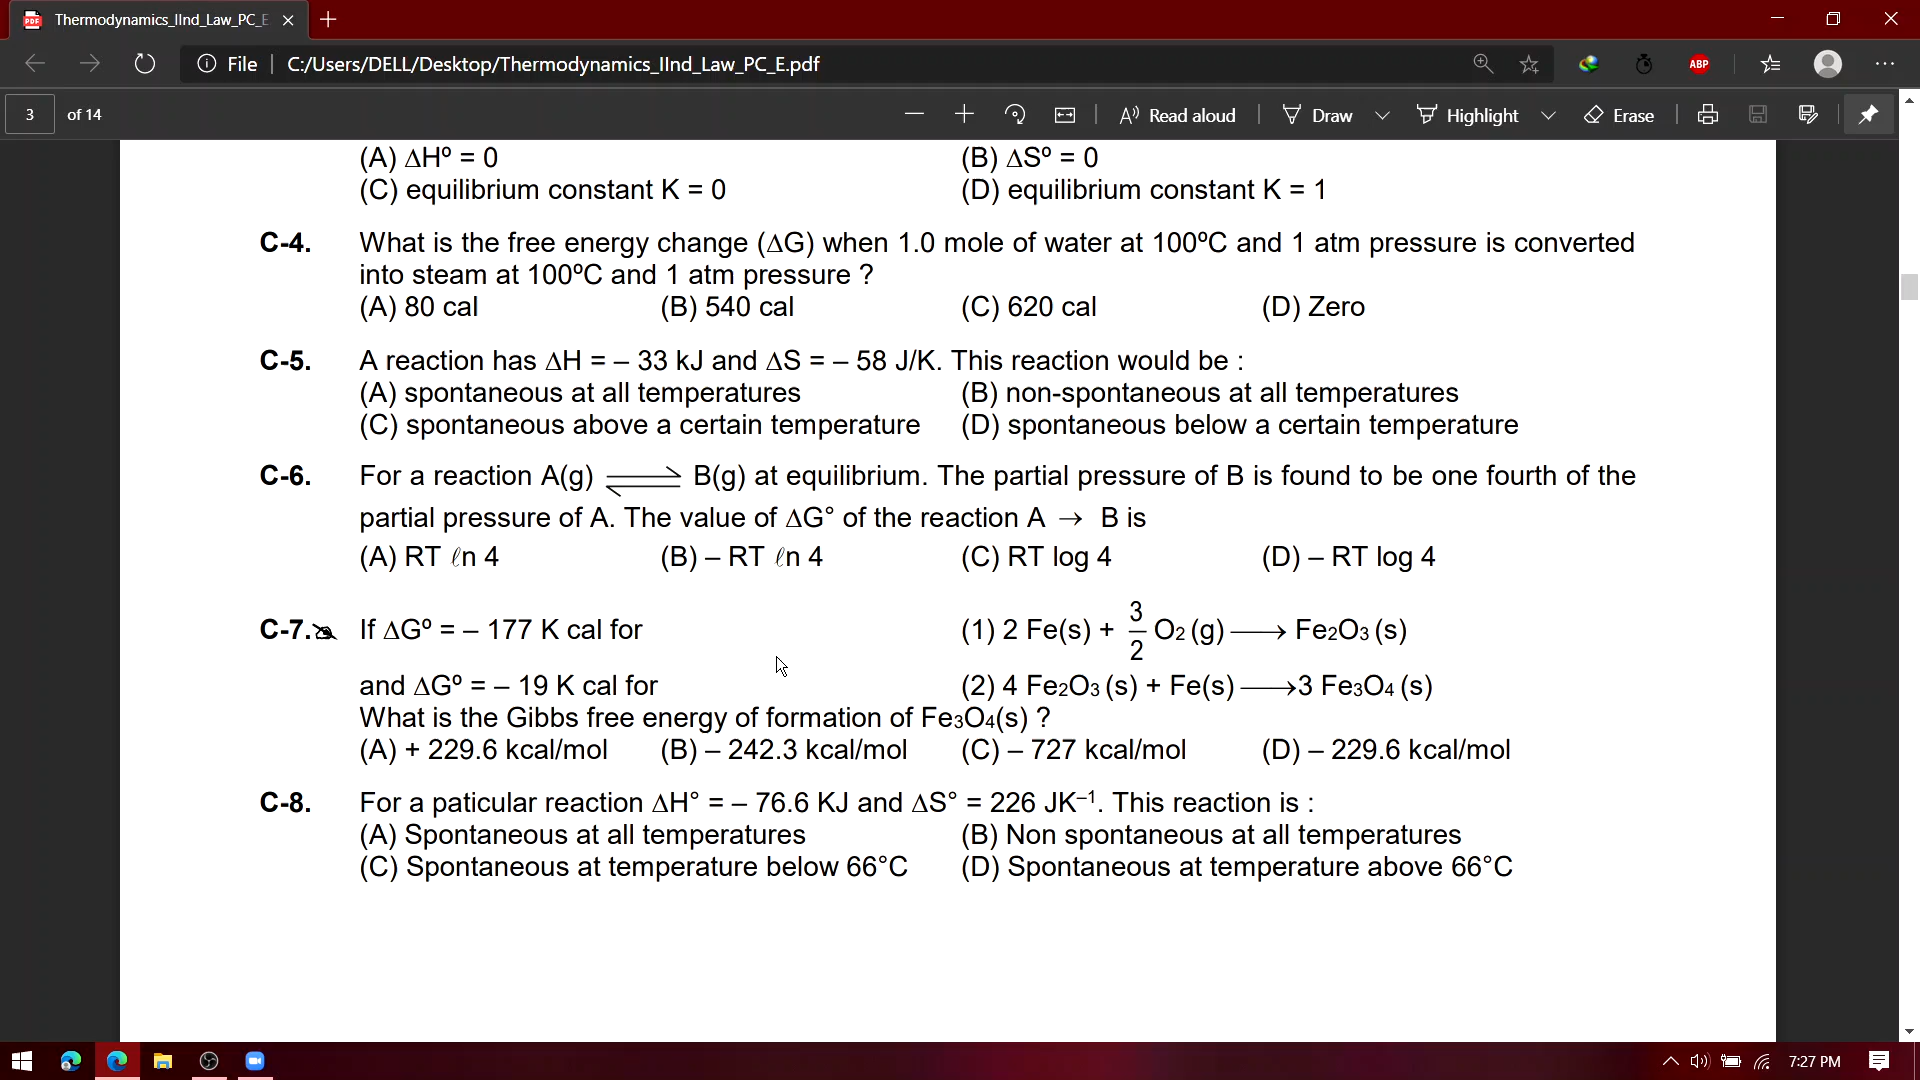 Thermodynamics_IInd_Law_PC_E
File C:/Users/DELL/Desktop/Thermodynamics_IInd_Law_PC_E.pdf
ABP
3 of 14
Read aloud Draw Highlight Erase
(A) ΔHº = 0 (B) ΔSº = 0
(C) equilibrium constant K = 0 (D) equilibrium constant K = 1
C-4. What is the free energy change (ΔG) when 1.0 mole of water at 100ºC and 1 atm pressure is converted
into steam at 100ºC and 1 atm pressure ?
(A) 80 cal (B) 540 cal (C) 620 cal (D) Zero
C-5. A reaction has ΔH = – 33 kJ and ΔS = – 58 J/K. This reaction would be :
(A) spontaneous at all temperatures (B) non-spontaneous at all temperatures
(C) spontaneous above a certain temperature (D) spontaneous below a certain temperature
C-6. For a reaction A(g) ⇌ B(g) at equilibrium. The partial pressure of B is found to be one fourth of the
partial pressure of A. The value of ΔG° of the reaction A → B is
(A) RT ℓn 4 (B) – RT ℓn 4 (C) RT log 4 (D) – RT log 4
C-7. If ΔGº = – 177 K cal for (1) 2 Fe(s) + 3/2 O₂ (g) ⟶ Fe₂O₃ (s)
and ΔGº = – 19 K cal for (2) 4 Fe₂O₃ (s) + Fe(s) ⟶ 3 Fe₃O₄ (s)
What is the Gibbs free energy of formation of Fe₃O₄(s) ?
(A) + 229.6 kcal/mol (B) – 242.3 kcal/mol (C) – 727 kcal/mol (D) – 229.6 kcal/mol
C-8. For a paticular reaction ΔH° = – 76.6 KJ and ΔS° = 226 JK⁻¹. This reaction is :
(A) Spontaneous at all temperatures (B) Non spontaneous at all temperatures
(C) Spontaneous at temperature below 66°C (D) Spontaneous at temperature above 66°C
7:27 PM